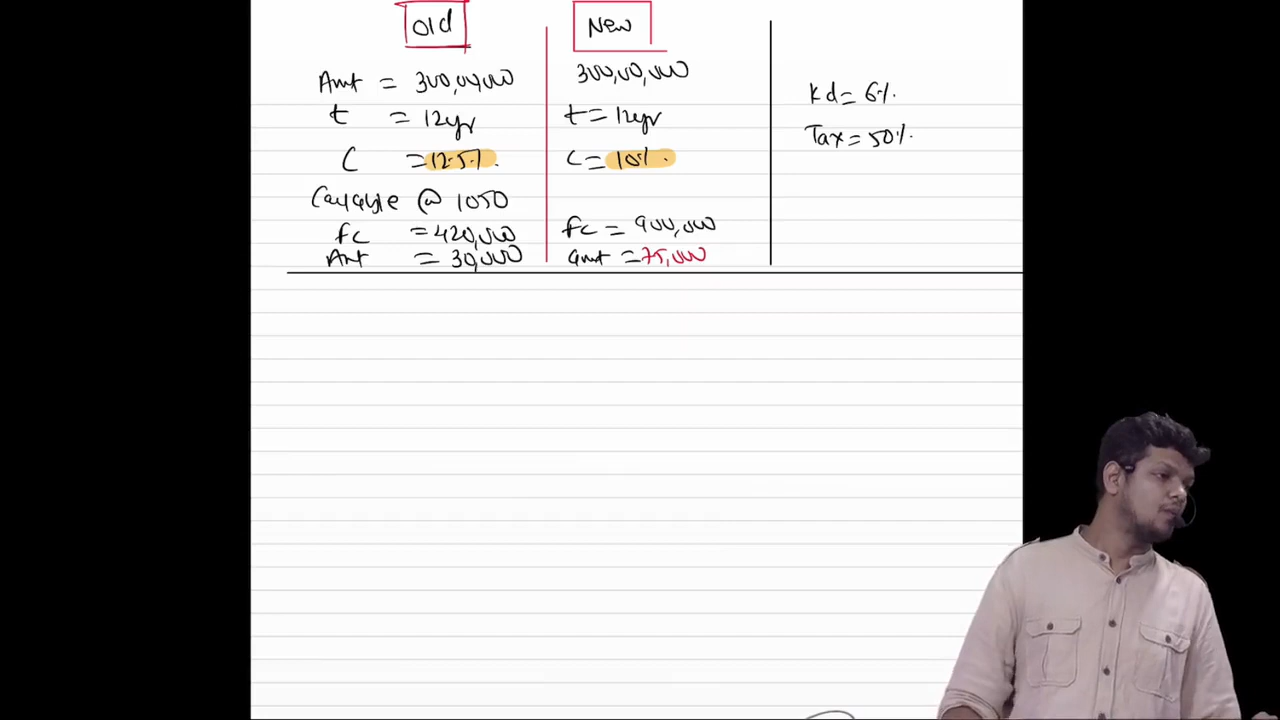 Old
Amt = 300,00,000
t = 12yr
C = 12.5%.
Callable @ 1050
fc = 420,000
Amt = 30,000
New
300,00,000
t = 12yr
C = 10%.
fc = 900,000
amt = 75,000
Kd = 6%.
Tax = 50%.